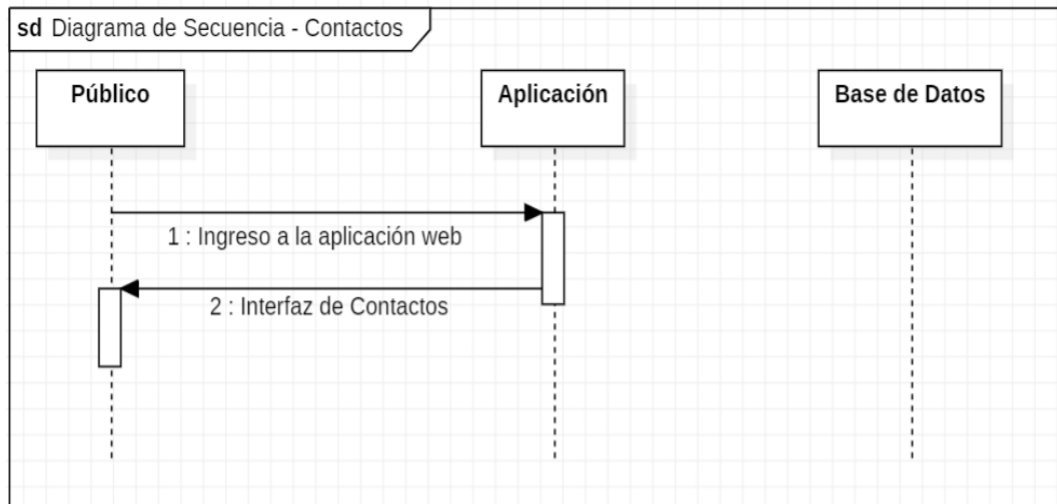 sd Diagrama de Secuencia - Contactos
Público
Aplicación
Base de Datos
1 : Ingreso a la aplicación web
2 : Interfaz de Contactos